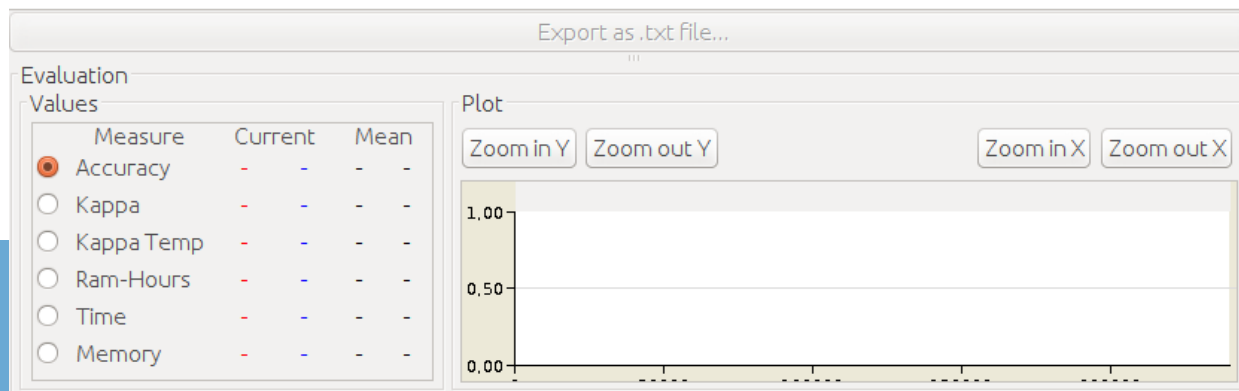 Export as .txt file...
Evaluation
Values
Measure Current Mean
Accuracy - - - -
Kappa - - - -
Kappa Temp - - - -
Ram-Hours - - - -
Time - - - -
Memory - - - -
Plot
Zoom in Y Zoom out Y Zoom in X Zoom out X
1,00
0,50
0,00